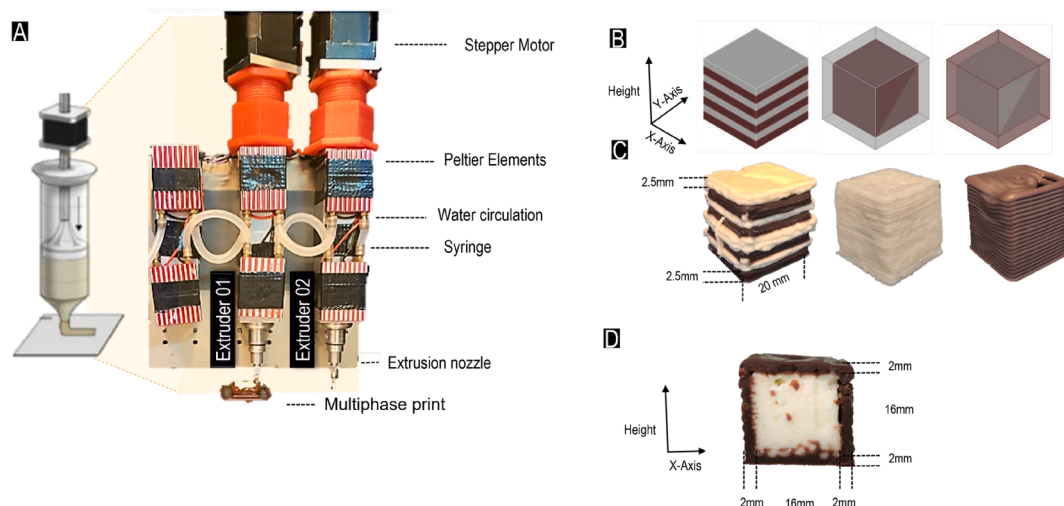 A
Stepper Motor
Peltier Elements
Water circulation
Syringe
Extruder 01
Extruder 02
Extrusion nozzle
Multiphase print
B
Height
Y-Axis
X-Axis
C
2.5mm
2.5mm
20 mm
D
Height
X-Axis
2mm
16mm
2mm
2mm
16mm
2mm